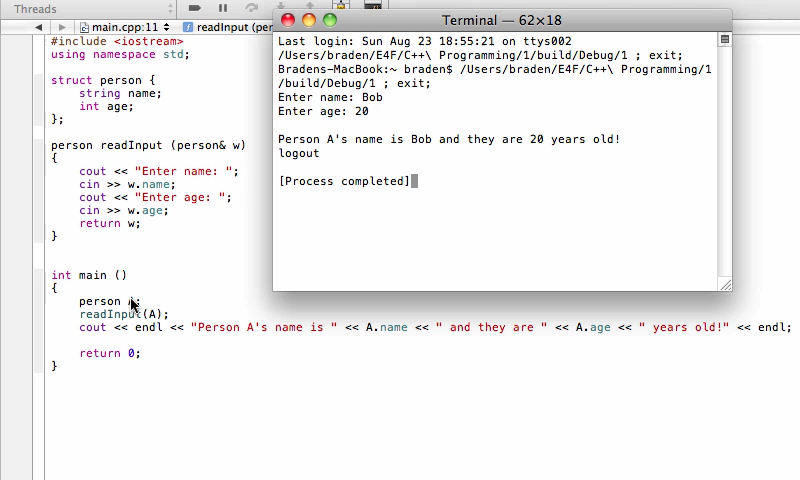 Threads
main.cpp:11 readInput (per
#include <iostream>
using namespace std;
struct person {
string name;
int age;
};
person readInput (person& w)
{
cout << "Enter name: ";
cin >> w.name;
cout << "Enter age: ";
cin >> w.age;
return w;
}
int main ()
{
person A;
readInput(A);
cout << endl << "Person A's name is " << A.name << " and they are " << A.age << " years old!" << endl;
return 0;
}
Terminal — 62×18
Last login: Sun Aug 23 18:55:21 on ttys002
/Users/braden/E4F/C++\ Programming/1/build/Debug/1 ; exit;
Bradens-MacBook:~ braden$ /Users/braden/E4F/C++\ Programming/1
/build/Debug/1 ; exit;
Enter name: Bob
Enter age: 20
Person A's name is Bob and they are 20 years old!
logout
[Process completed]